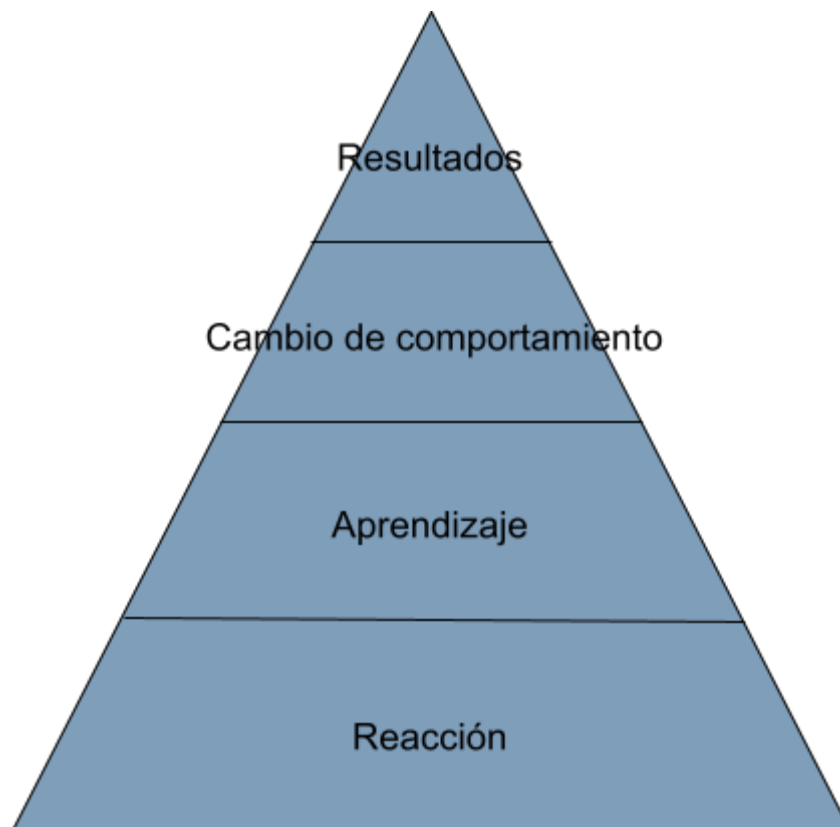 Resultados
Cambio de comportamiento
Aprendizaje
Reacción